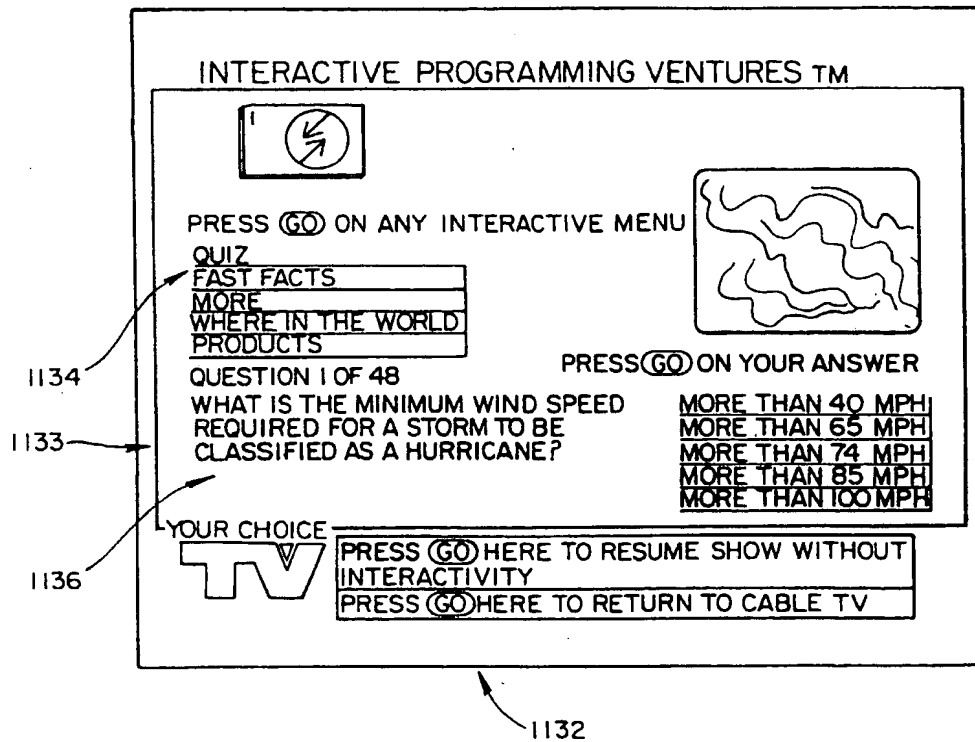 INTERACTIVE PROGRAMMING VENTURES TM
1
PRESS GO ON ANY INTERACTIVE MENU
QUIZ
FAST FACTS
MORE
WHERE IN THE WORLD
PRODUCTS
1134
PRESS GO ON YOUR ANSWER
QUESTION 1 OF 48
WHAT IS THE MINIMUM WIND SPEED
REQUIRED FOR A STORM TO BE
CLASSIFIED AS A HURRICANE?
MORE THAN 40 MPH
MORE THAN 65 MPH
MORE THAN 74 MPH
MORE THAN 85 MPH
MORE THAN 100 MPH
1133
YOUR CHOICE
TV
PRESS GO HERE TO RESUME SHOW WITHOUT
INTERACTIVITY
PRESS GO HERE TO RETURN TO CABLE TV
1136
1132